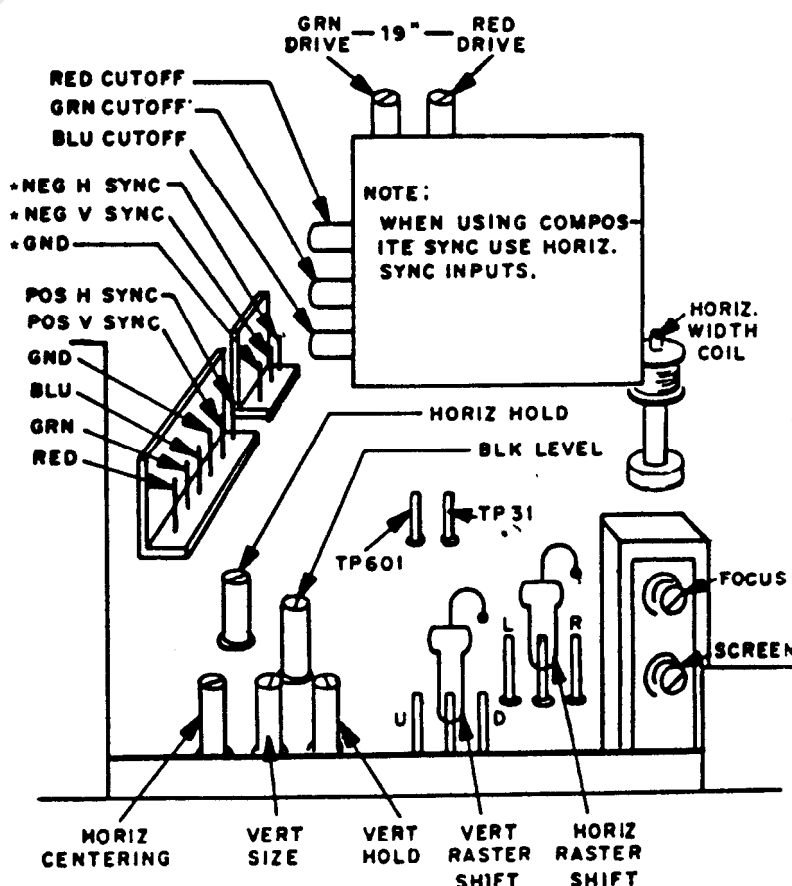 GRN DRIVE — 19" — RED DRIVE
RED CUTOFF
GRN CUTOFF
BLU CUTOFF
*NEG H SYNC
*NEG V SYNC
*GND
POS H SYNC
POS V SYNC
GND
BLU
GRN
RED
NOTE:
WHEN USING COMPOS-
ITE SYNC USE HORIZ.
SYNC INPUTS.
HORIZ.
WIDTH
COIL
HORIZ HOLD
BLK LEVEL
TP601
TP31
FOCUS
SCREEN
L
R
U
D
HORIZ
CENTERING
VERT
SIZE
VERT
HOLD
VERT
RASTER
SHIFT
HORIZ
RASTER
SHIFT